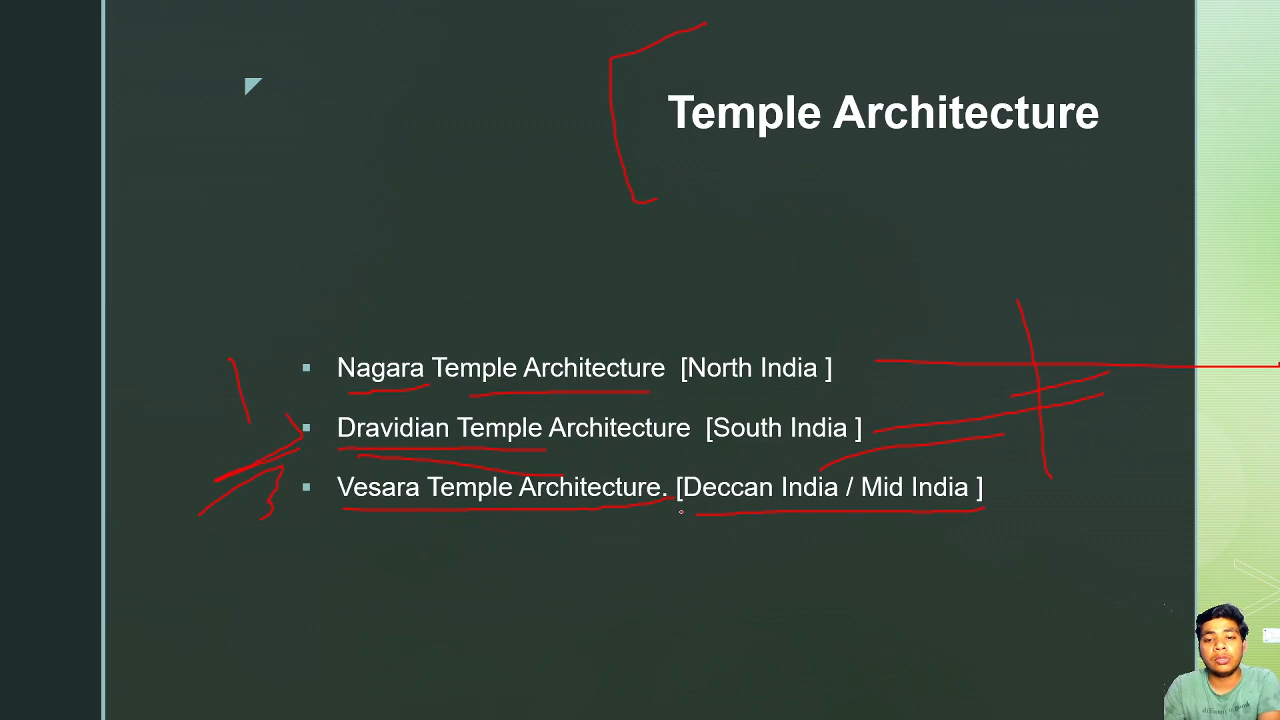 Temple Architecture
Nagara Temple Architecture [North India ]
Dravidian Temple Architecture [South India ]
Vesara Temple Architecture. [Deccan India / Mid India ]